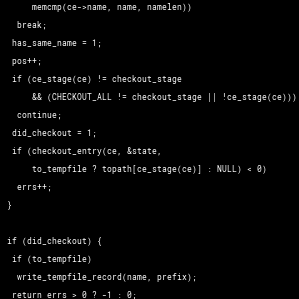 memcmp(ce->name, name, namelen))
break;
has_same_name = 1;
pos++;
if (ce_stage(ce) != checkout_stage
&& (CHECKOUT_ALL != checkout_stage || !ce_stage(ce)))
continue;
did_checkout = 1;
if (checkout_entry(ce, &state,
to_tempfile ? topath[ce_stage(ce)] : NULL) < 0)
errs++;
}
if (did_checkout) {
if (to_tempfile)
write_tempfile_record(name, prefix);
return errs > 0 ? -1 : 0;